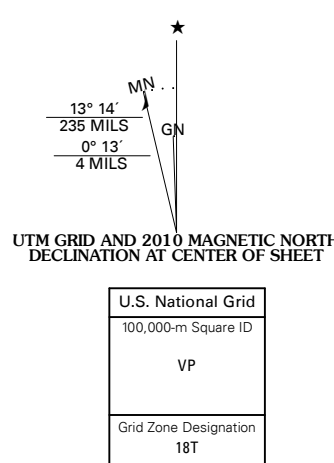 ★
MN
13° 14´
235 MILS
GN
0° 13´
4 MILS
UTM GRID AND 2010 MAGNETIC NORTH
DECLINATION AT CENTER OF SHEET
U.S. National Grid
100,000-m Square ID
VP
Grid Zone Designation
18T